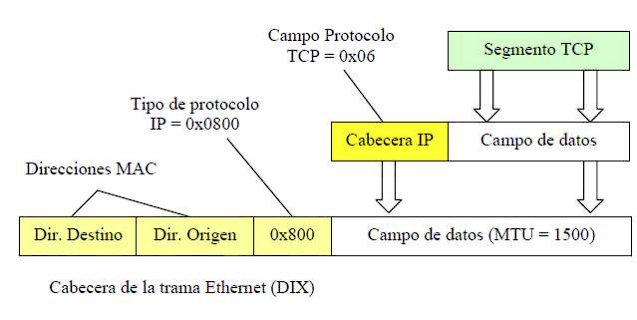 Campo Protocolo
TCP = 0x06
Segmento TCP
Tipo de protocolo
IP = 0x0800
Cabecera IP
Campo de datos
Direcciones MAC
Dir. Destino
Dir. Origen
0x800
Campo de datos (MTU = 1500)
Cabecera de la trama Ethernet (DIX)